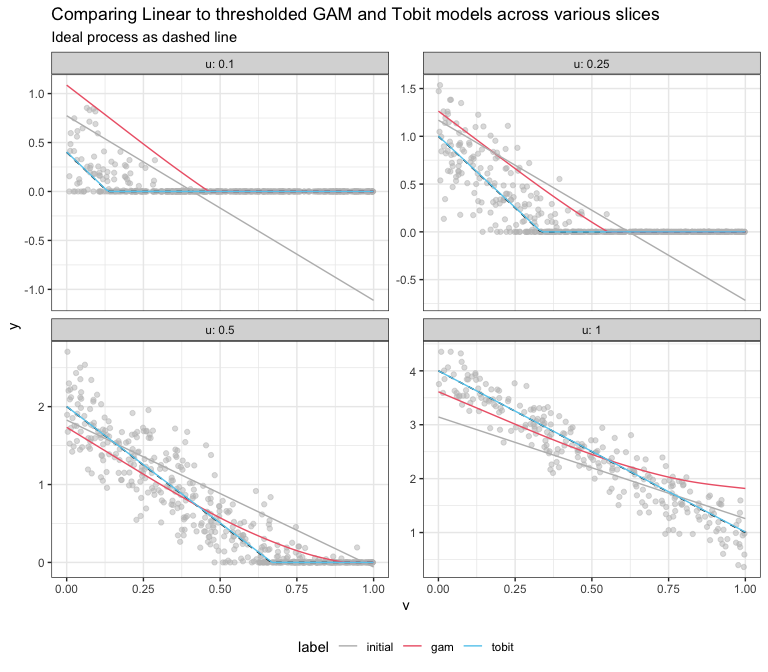 Comparing Linear to thresholded GAM and Tobit models across various slices
Ideal process as dashed line
u: 0.1
u: 0.25
1.0
0.5
0.0
-0.5
-1.0
1.5
1.0
0.5
0.0
-0.5
y
u: 0.5
u: 1
2
1
0
4
3
2
1
0.00
0.25
0.50
0.75
1.00
0.00
0.25
0.50
0.75
1.00
v
label
initial
gam
tobit